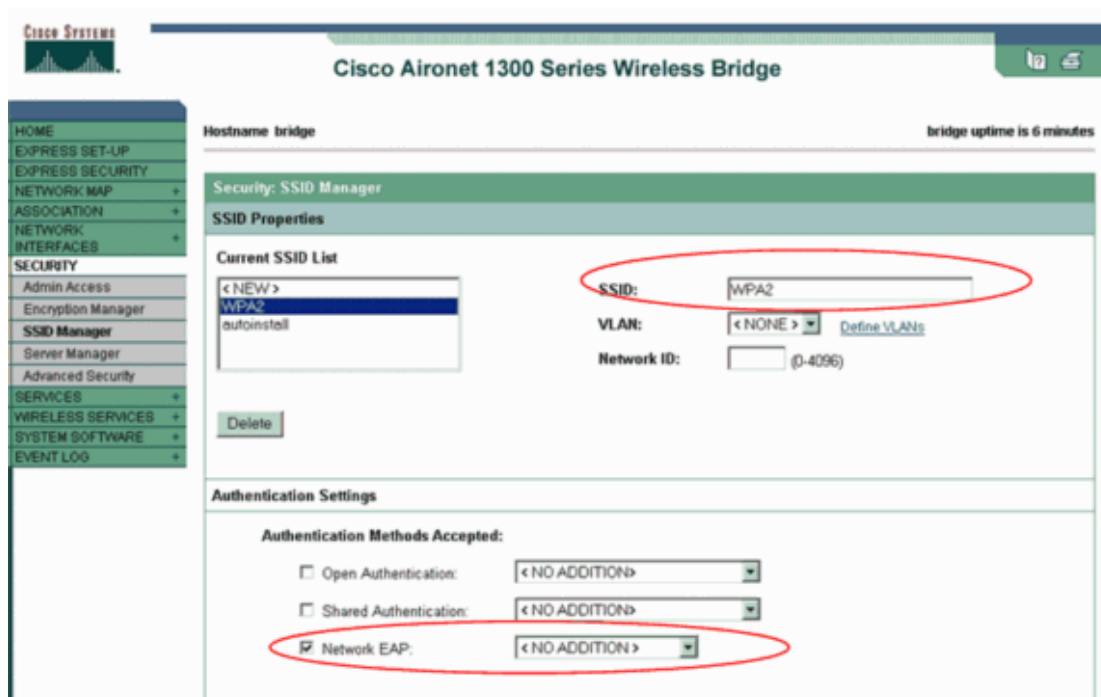 CISCO SYSTEMS
Cisco Aironet 1300 Series Wireless Bridge
HOME
EXPRESS SET-UP
EXPRESS SECURITY
NETWORK MAP +
ASSOCIATION +
NETWORK
INTERFACES +
SECURITY
Admin Access
Encryption Manager
SSID Manager
Server Manager
Advanced Security
SERVICES +
WIRELESS SERVICES +
SYSTEM SOFTWARE +
EVENT LOG +
Hostname bridge
bridge uptime is 6 minutes
Security: SSID Manager
SSID Properties
Current SSID List
< NEW >
WPA2
autoinstall
Delete
SSID: WPA2
VLAN: < NONE > Define VLANs
Network ID: (0-4096)
Authentication Settings
Authentication Methods Accepted:
Open Authentication: < NO ADDITION>
Shared Authentication: < NO ADDITION>
Network EAP: < NO ADDITION >